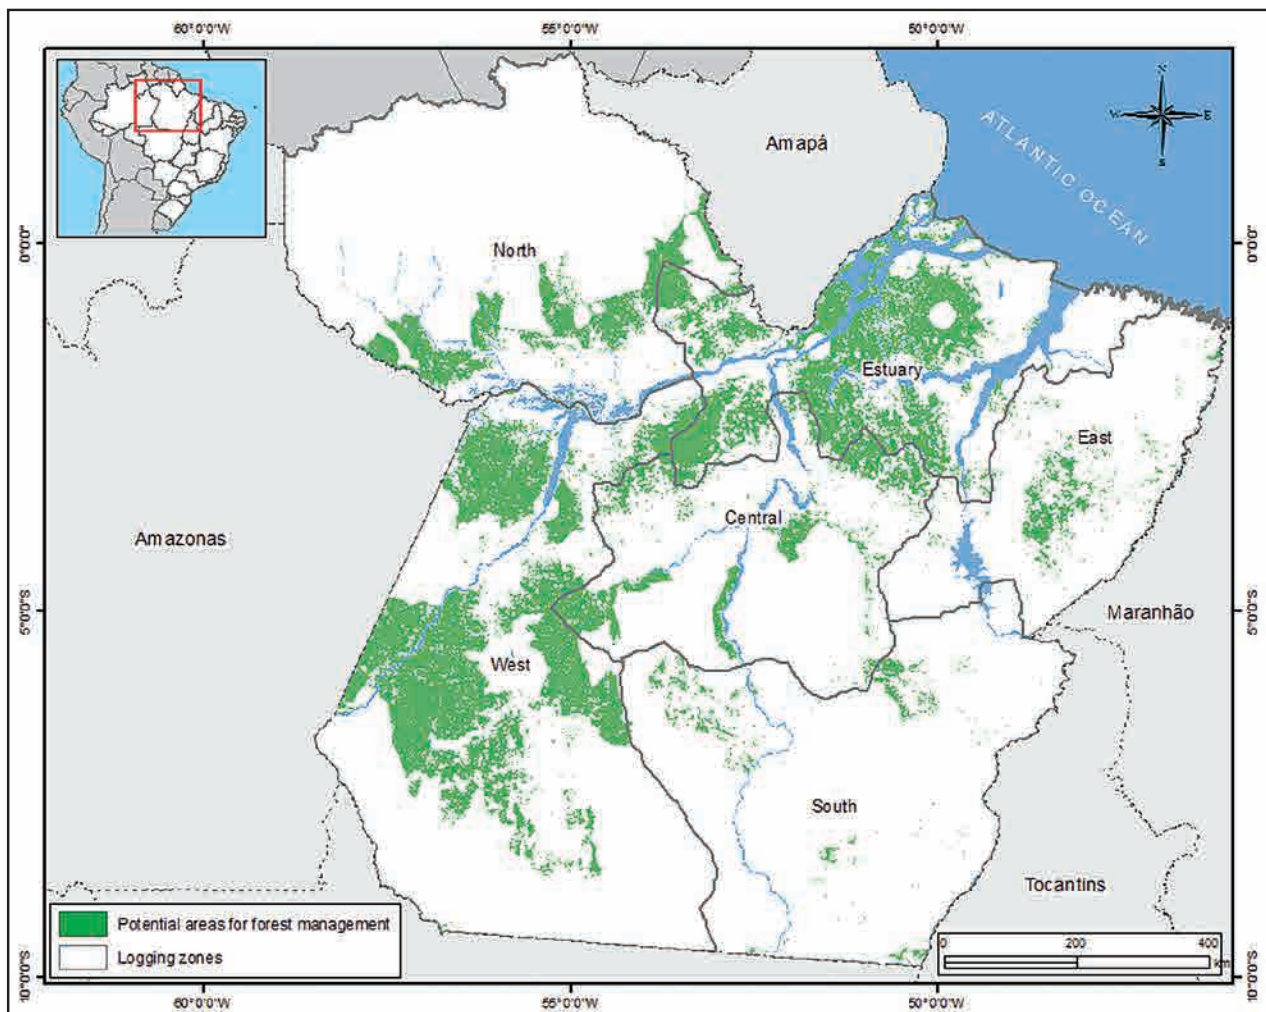 60°0'0"W 55°0'0"W 50°0'0"W
N
W E
S
ATLANTIC OCEAN
Amapá
0°0'0" 0°0'0"
North
Estuary
East
Central
Amazonas
5°0'0"S 5°0'0"S
Maranhão
West
South
Tocantins
Potential areas for forest management
Logging zones
0 200 400
km
10°0'0"S 10°0'0"S
60°0'0"W 55°0'0"W 50°0'0"W